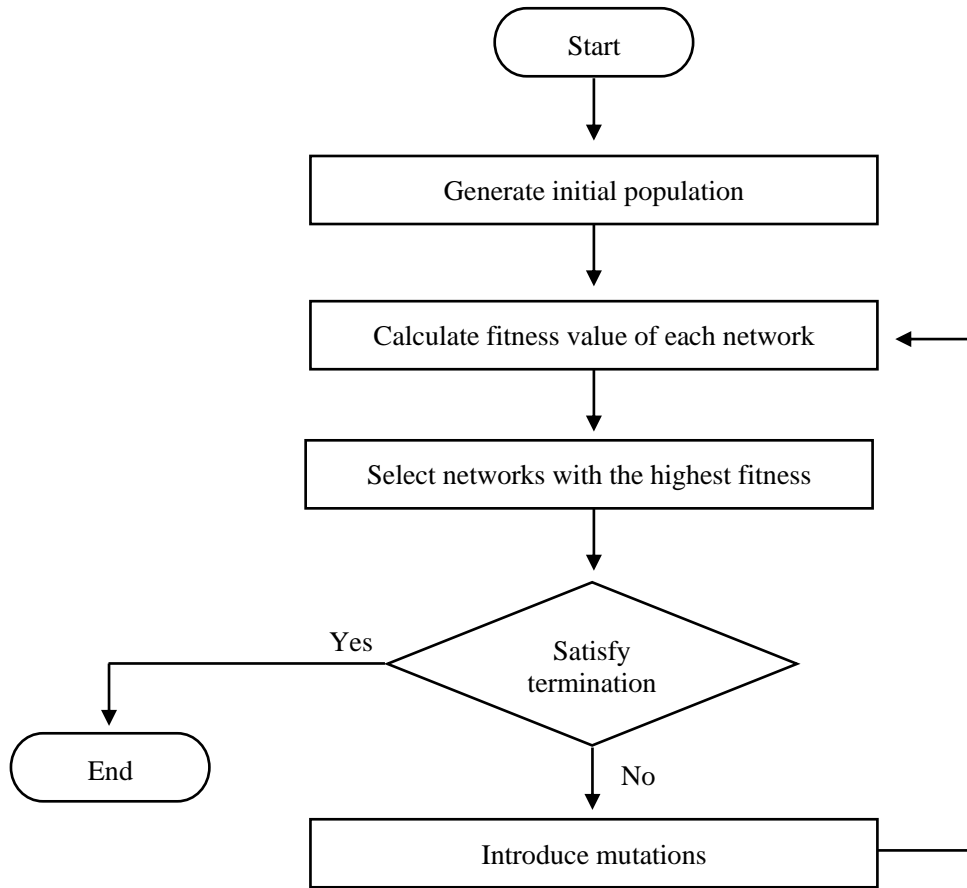 Start
Generate initial population
Calculate fitness value of each network
Select networks with the highest fitness
Satisfy
termination
Yes
End
No
Introduce mutations